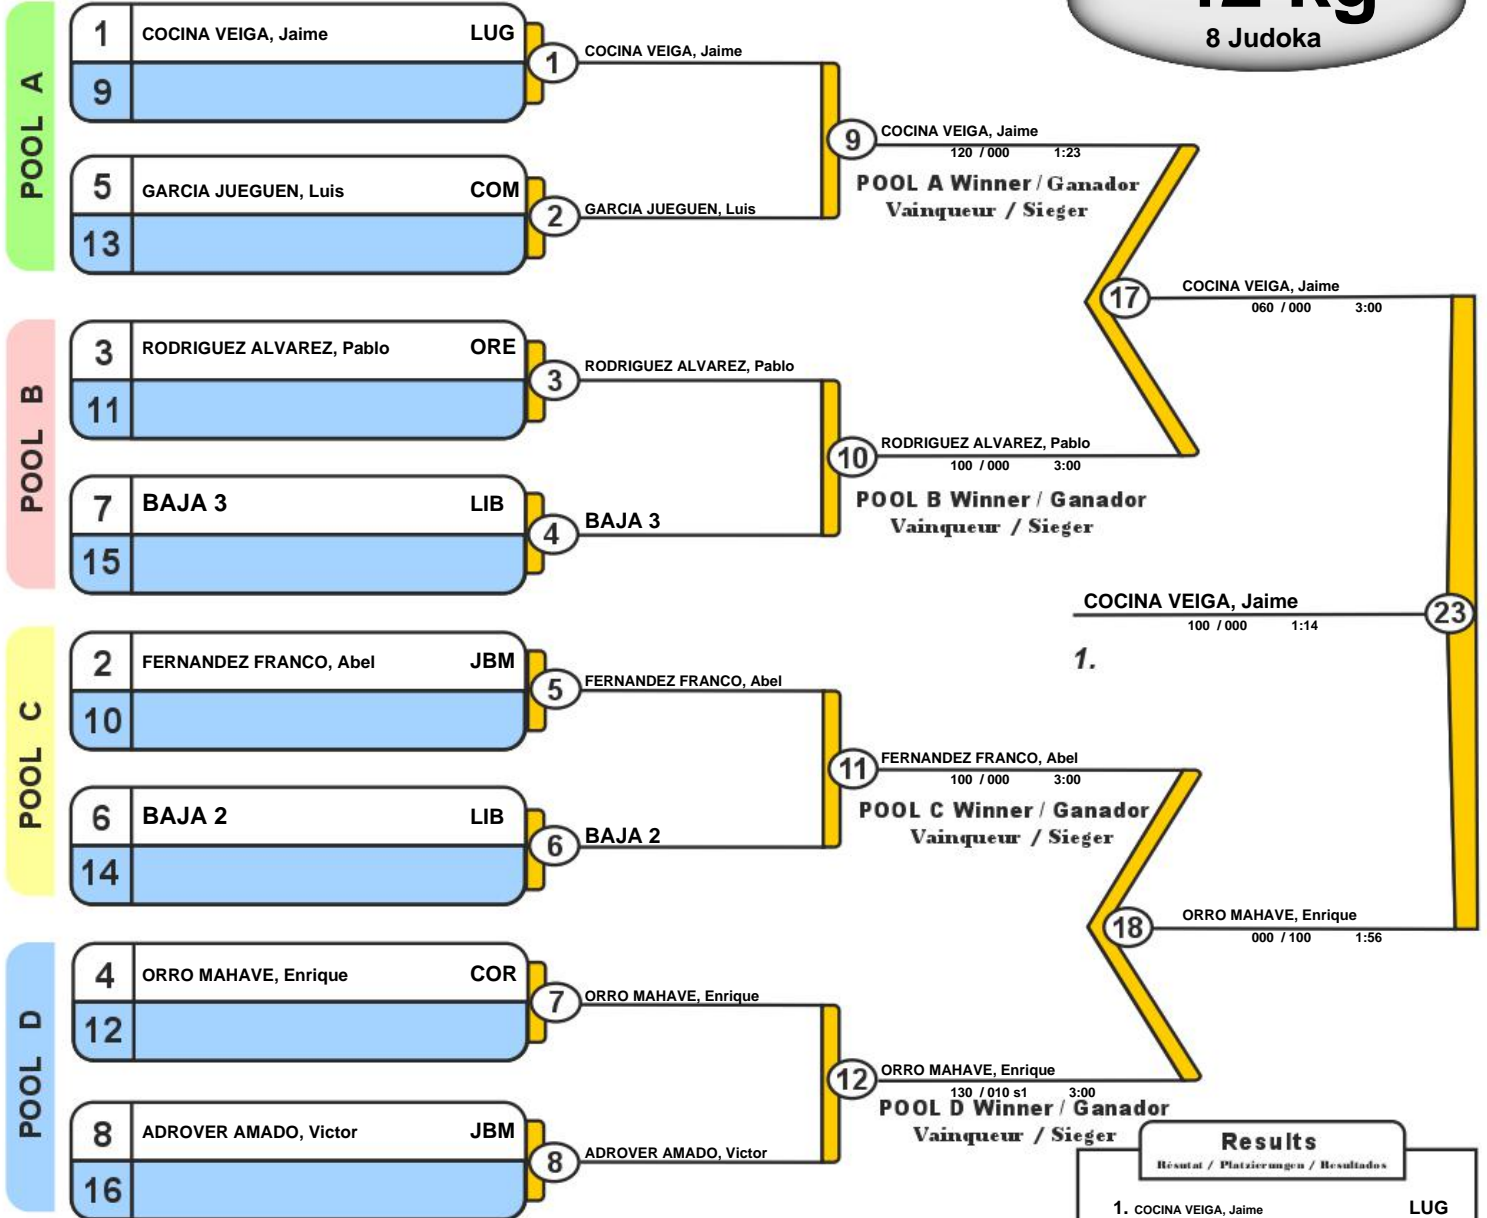 8 Judoka
POOL A
1 COCINA VEIGA, Jaime LUG
9
1 COCINA VEIGA, Jaime
5 GARCIA JUEGUEN, Luis COM
13
2 GARCIA JUEGUEN, Luis
9 COCINA VEIGA, Jaime
120 / 000 1:23
POOL A Winner / Ganador
Vainqueur / Sieger
POOL B
3 RODRIGUEZ ALVAREZ, Pablo ORE
11
3 RODRIGUEZ ALVAREZ, Pablo
7 BAJA 3 LIB
15
4 BAJA 3
10 RODRIGUEZ ALVAREZ, Pablo
100 / 000 3:00
POOL B Winner / Ganador
Vainqueur / Sieger
17 COCINA VEIGA, Jaime
060 / 000 3:00
COCINA VEIGA, Jaime 23
100 / 000 1:14
1.
POOL C
2 FERNANDEZ FRANCO, Abel JBM
10
5 FERNANDEZ FRANCO, Abel
6 BAJA 2 LIB
14
6 BAJA 2
11 FERNANDEZ FRANCO, Abel
100 / 000 3:00
POOL C Winner / Ganador
Vainqueur / Sieger
18 ORRO MAHAVE, Enrique
000 / 100 1:56
POOL D
4 ORRO MAHAVE, Enrique COR
12
7 ORRO MAHAVE, Enrique
8 ADROVER AMADO, Victor JBM
16
8 ADROVER AMADO, Victor
12 ORRO MAHAVE, Enrique
130 / 010 s1 3:00
POOL D Winner / Ganador
Vainqueur / Sieger
Results
Résutat / Platzierungen / Resultados
1. COCINA VEIGA, Jaime LUG